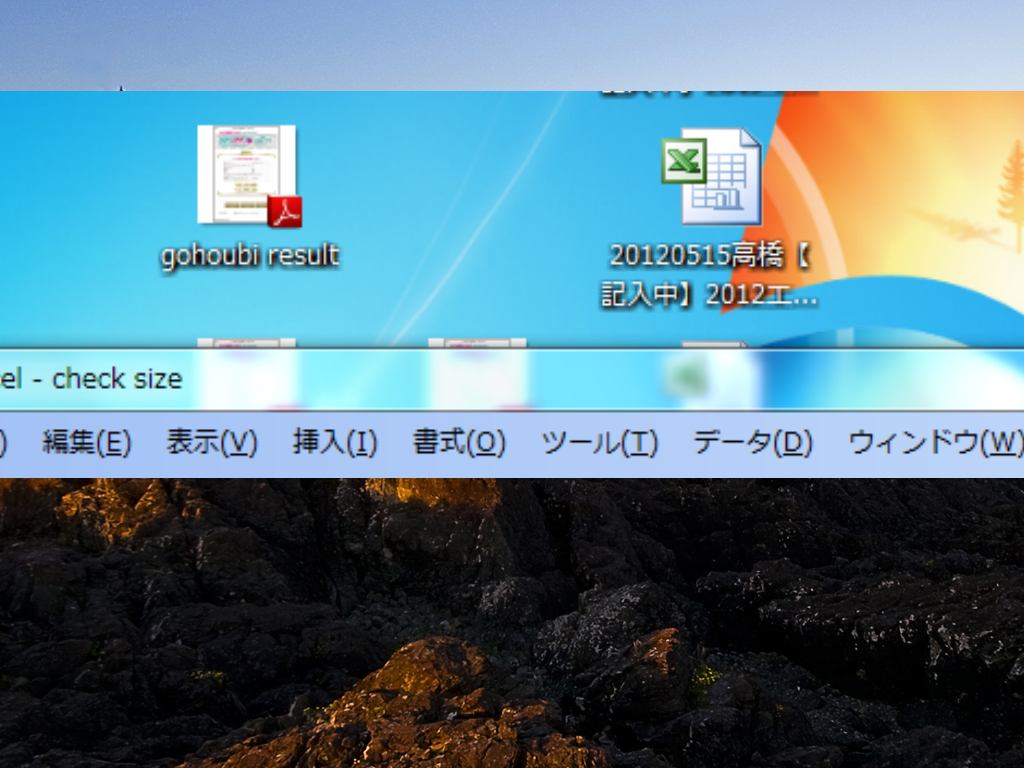 gohoubi result
20120515高橋【
記入中】2012工...
el - check size
) 編集(E) 表示(V) 挿入(I) 書式(O) ツール(T) データ(D) ウィンドウ(W)